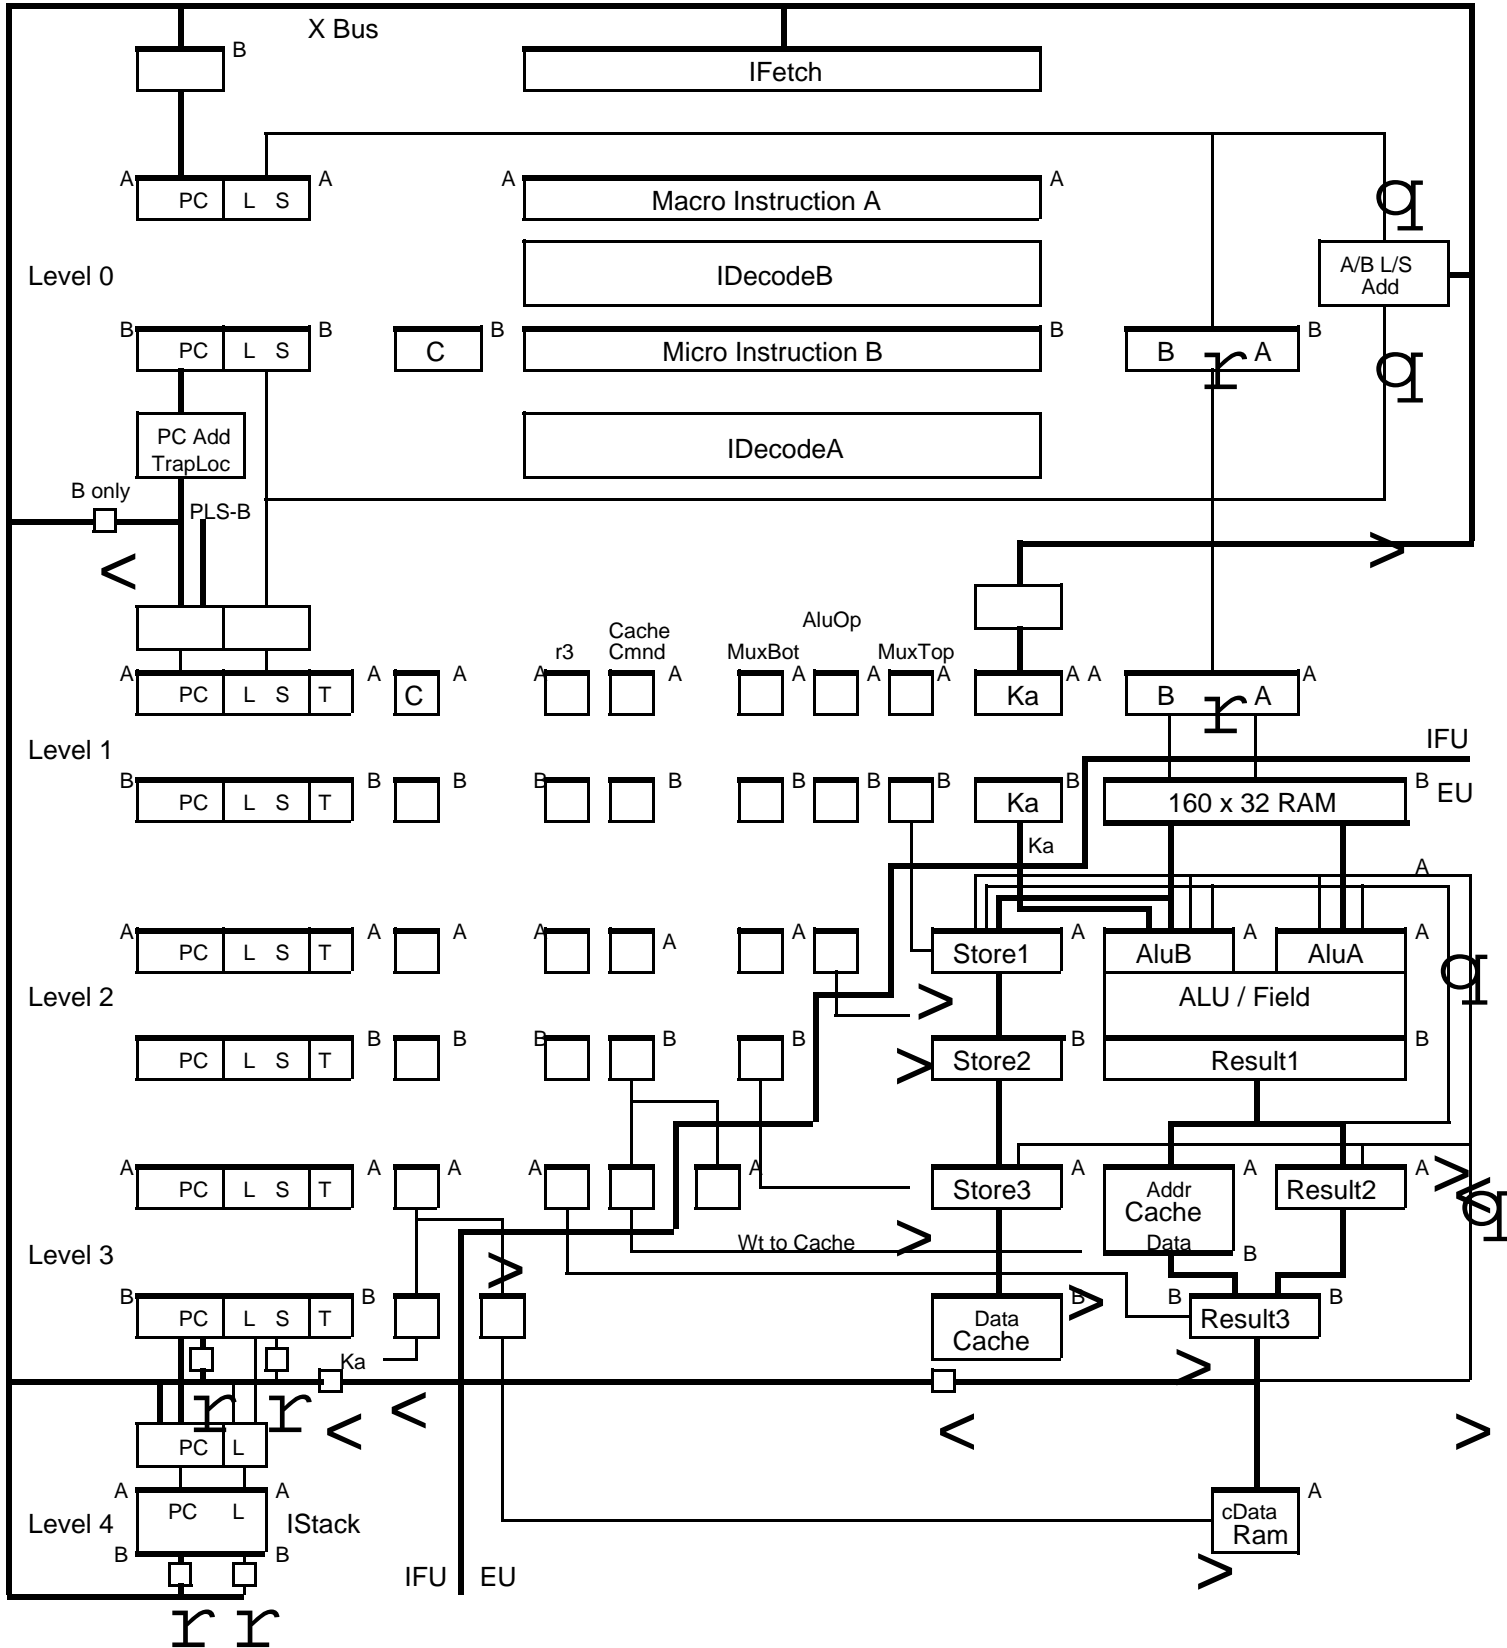 X Bus
B
IFetch
A PC L S A
A Macro Instruction A A
q
Level 0
IDecodeB
A/B L/S
Add
B PC L S B
C B
Micro Instruction B B
B r A B
q
PC Add
TrapLoc
IDecodeA
B only
PLS-B
<
>
r3
Cache
Cmnd
MuxBot
AluOp
MuxTop
A PC L S T A
C A
A A A A A
Ka A
A B r A A
Level 1
IFU
B PC L S T B
B B B B B B
Ka B
160 x 32 RAM B
EU
Ka
A
A PC L S T A
A A A A
Store1 A
AluB A
AluA A
q
Level 2
ALU / Field
>
PC L S T B
B B B B
>
Store2 B
Result1 B
A PC L S T A
A A A
Store3 A
Addr
Cache
Data
A
B
Result2 A
>
<
q
Level 3
Wt to Cache
>
>
B PC L S T B
Data
Cache
B
>
B Result3 B
Ka
>
r r
<
<
<
>
PC L
A PC L A
Level 4
IStack
B B
cData
Ram
A
>
IFU EU
r r